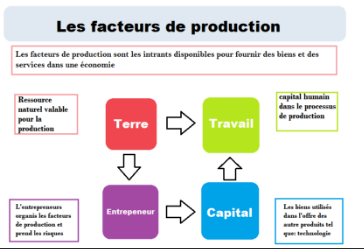 Les facteurs de production
Les facteurs de production sont les intrants disponibles pour fournir des biens et des
services dans une économie
Ressource
naturel valable
pour la
production
Terre
Travail
capital humain
dans le processus
de production
L'entrepreneurs
organis les facteurs
de production et
prend les risques
Entrepeneur
Capital
Les biens utilisés
dans l'offre des
autre produits tel
que: technologie